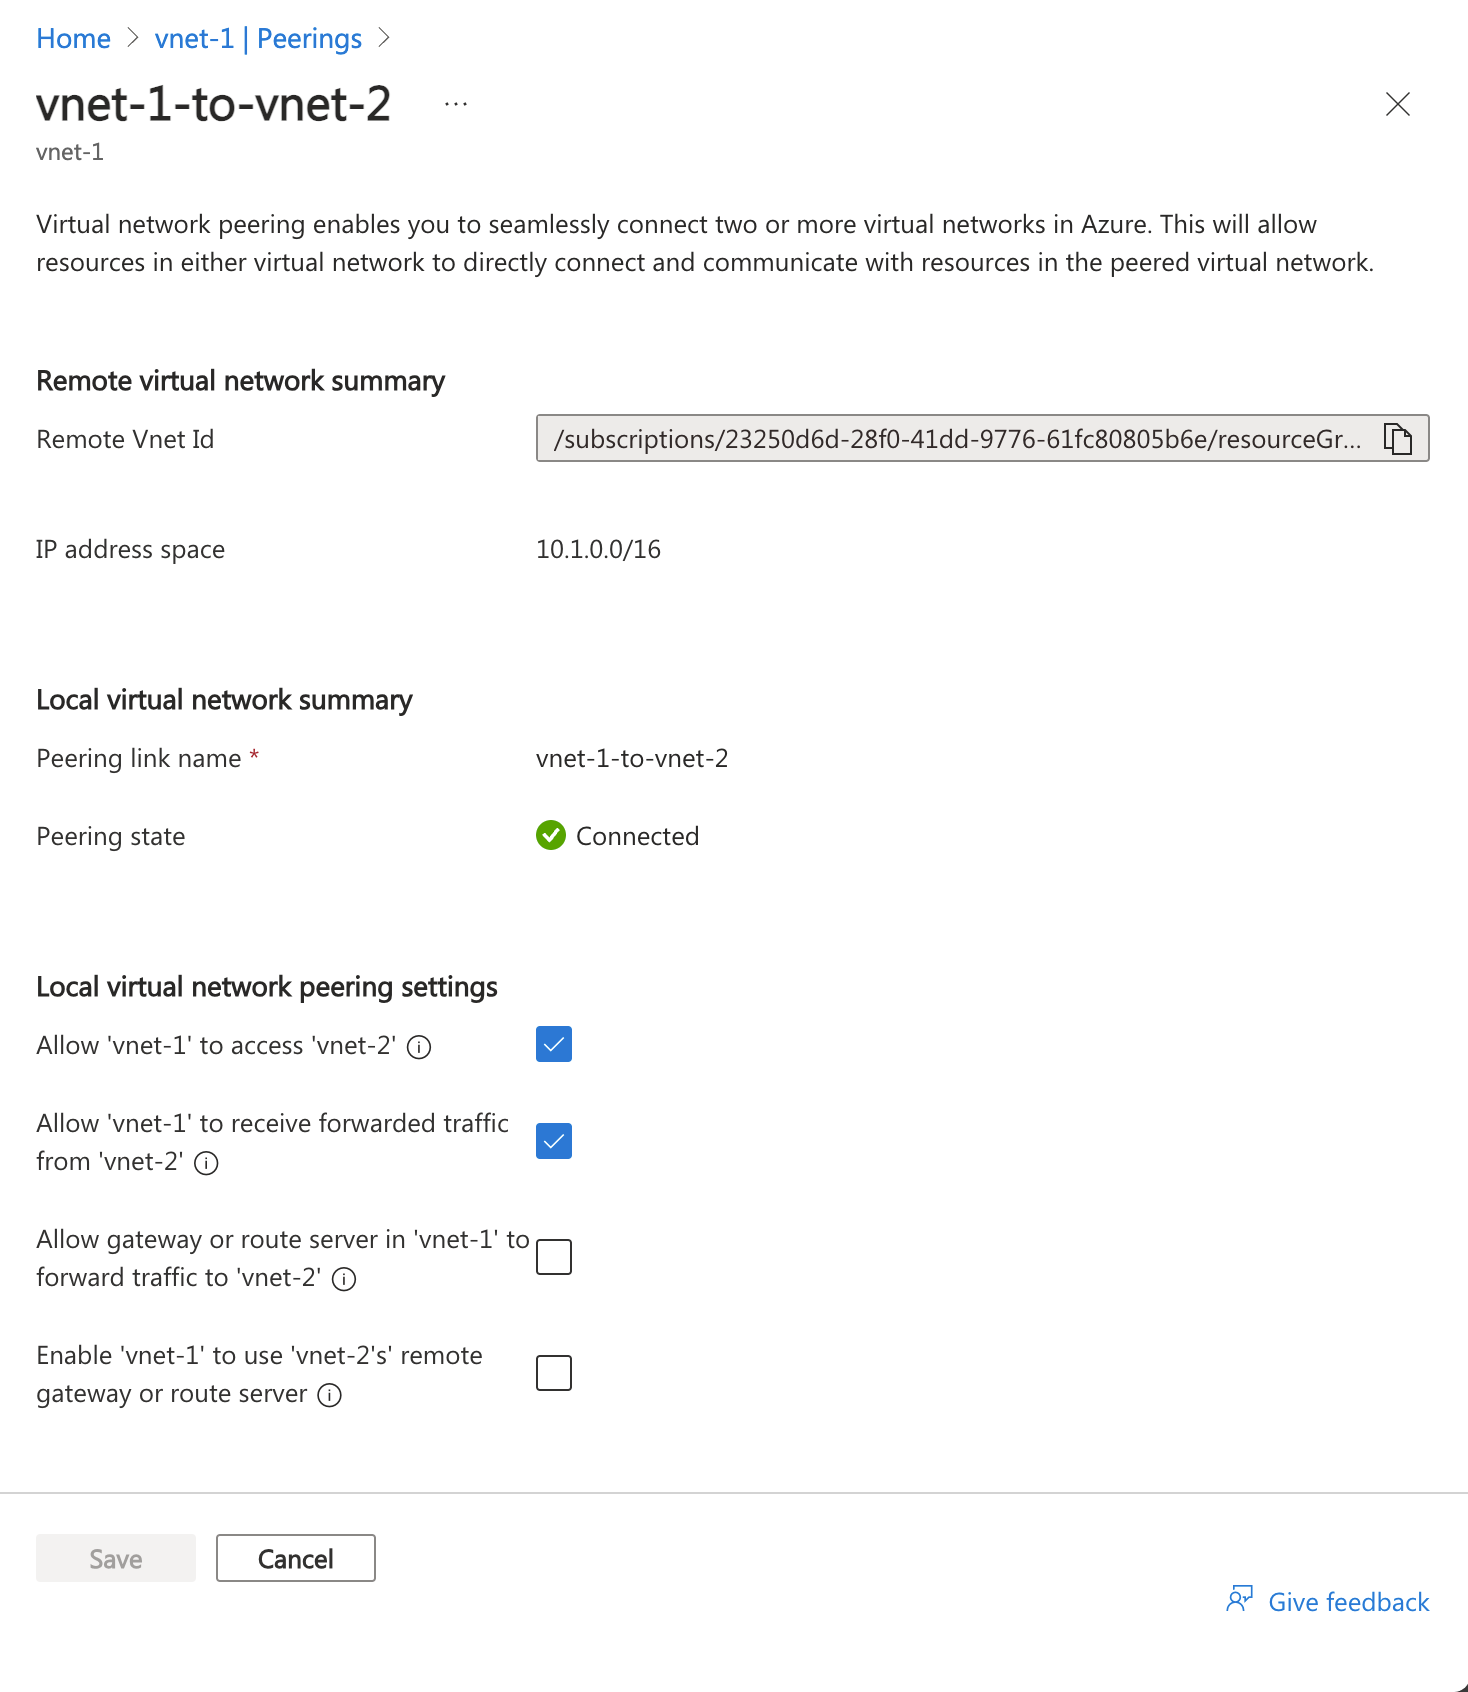 Home > vnet-1 | Peerings >
vnet-1-to-vnet-2 ...
vnet-1
Virtual network peering enables you to seamlessly connect two or more virtual networks in Azure. This will allow
resources in either virtual network to directly connect and communicate with resources in the peered virtual network.
Remote virtual network summary
Remote Vnet Id /subscriptions/23250d6d-28f0-41dd-9776-61fc80805b6e/resourceGr...
IP address space 10.1.0.0/16
Local virtual network summary
Peering link name * vnet-1-to-vnet-2
Peering state Connected
Local virtual network peering settings
Allow 'vnet-1' to access 'vnet-2'
Allow 'vnet-1' to receive forwarded traffic
from 'vnet-2'
Allow gateway or route server in 'vnet-1' to
forward traffic to 'vnet-2'
Enable 'vnet-1' to use 'vnet-2's' remote
gateway or route server
Save Cancel
Give feedback